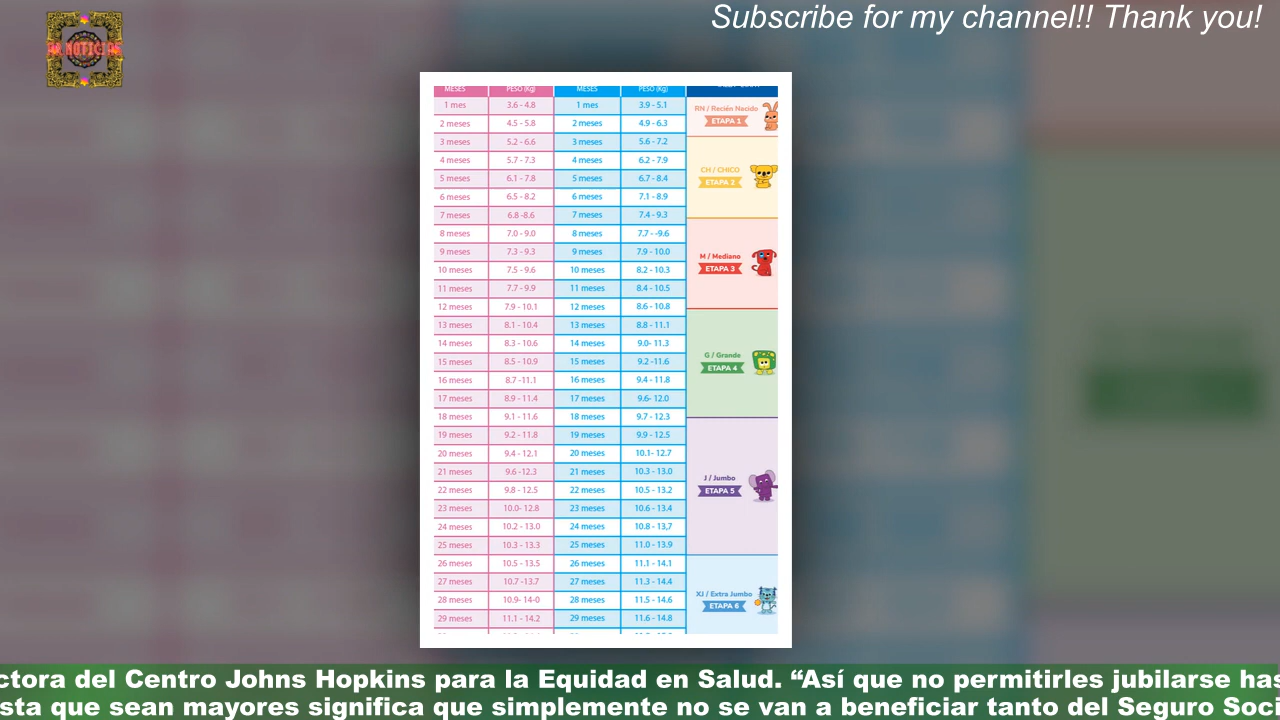 Subscribe for my channel!! Thank you!
NOTICIAS
MESES PESO (Kg) MESES PESO (Kg)
1 mes 3.6 - 4.8 1 mes 3.9 - 5.1
RN / Recién Nacido
ETAPA 1
2 meses 4.5 - 5.8 2 meses 4.9 - 6.3
3 meses 5.2 - 6.6 3 meses 5.6 - 7.2
4 meses 5.7 - 7.3 4 meses 6.2 - 7.9
CH / CHICO
5 meses 6.1 - 7.8 5 meses 6.7 - 8.4
ETAPA 2
6 meses 6.5 - 8.2 6 meses 7.1 - 8.9
7 meses 6.8 -8.6 7 meses 7.4 - 9.3
8 meses 7.0 - 9.0 8 meses 7.7 - -9.6
9 meses 7.3 - 9.3 9 meses 7.9 - 10.0
M / Mediano
ETAPA 3
10 meses 7.5 - 9.6 10 meses 8.2 - 10.3
11 meses 7.7 - 9.9 11 meses 8.4 - 10.5
12 meses 7.9 - 10.1 12 meses 8.6 - 10.8
13 meses 8.1 - 10.4 13 meses 8.8 - 11.1
14 meses 8.3 - 10.6 14 meses 9.0- 11.3
G / Grande
15 meses 8.5 - 10.9 15 meses 9.2 -11.6
ETAPA 4
16 meses 8.7 -11.1 16 meses 9.4 - 11.8
17 meses 8.9 - 11.4 17 meses 9.6- 12.0
18 meses 9.1 - 11.6 18 meses 9.7 - 12.3
19 meses 9.2 - 11.8 19 meses 9.9 - 12.5
20 meses 9.4 - 12.1 20 meses 10.1- 12.7
21 meses 9.6 -12.3 21 meses 10.3 - 13.0
J / Jumbo
22 meses 9.8 - 12.5 22 meses 10.5 - 13.2
ETAPA 5
23 meses 10.0- 12.8 23 meses 10.6 - 13.4
24 meses 10.2 - 13.0 24 meses 10.8 - 13,7
25 meses 10.3 - 13.3 25 meses 11.0 - 13.9
26 meses 10.5 - 13.5 26 meses 11.1 - 14.1
27 meses 10.7 -13.7 27 meses 11.3 - 14.4
28 meses 10.9- 14-0 28 meses 11.5 - 14.6
XJ / Extra Jumbo
ETAPA 6
29 meses 11.1 - 14.2 29 meses 11.6 - 14.8
ctora del Centro Johns Hopkins para la Equidad en Salud. “Así que no permitirles jubilarse has
sta que sean mayores significa que simplemente no se van a beneficiar tanto del Seguro Soci